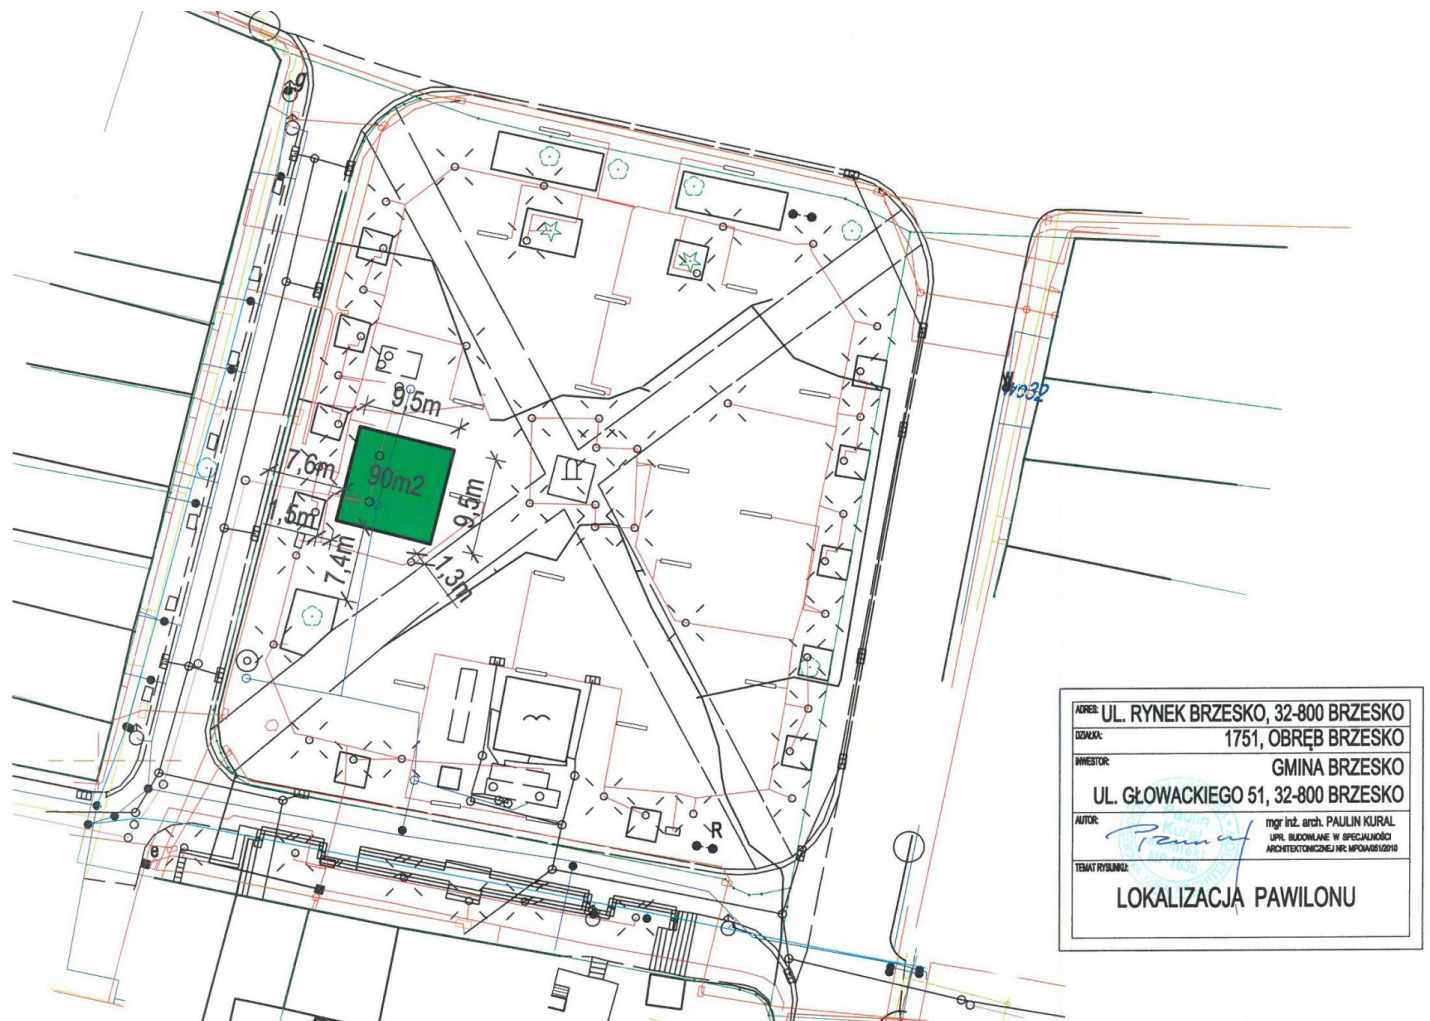 g
W
W032
9,5m
7,6m
90m2
9,5m
1,5m
7,4m
1,3m
R
e
ADRES: UL. RYNEK BRZESKO, 32-800 BRZESKO
DZIAŁKA: 1751, OBRĘB BRZESKO
INWESTOR: GMINA BRZESKO
UL. GŁOWACKIEGO 51, 32-800 BRZESKO
AUTOR: mgr inż. arch. PAULIN KURAL
UPR. BUDOWLANE W SPECJALNOŚCI
ARCHITEKTONICZNEJ NR: MPOIA/051/2010
Paulin
Kural
TEMAT RYSUNKU:
LOKALIZACJA PAWILONU